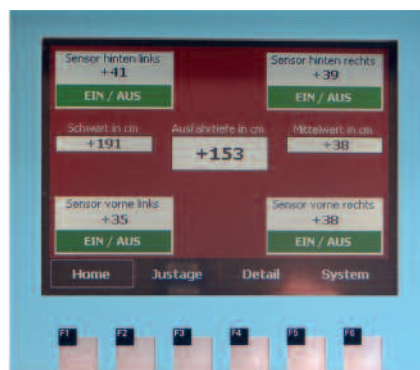 Sensor hinten links
+41
EIN / AUS
Sensor hinten rechts
+39
EIN / AUS
Schwert in cm
+191
Ausfahrtiefe in cm
+153
Mittelwert in cm
+38
Sensor vorne links
+35
EIN / AUS
Sensor vorne rechts
+38
EIN / AUS
Home Justage Detail System
F1 F2 F3 F4 F5 F6